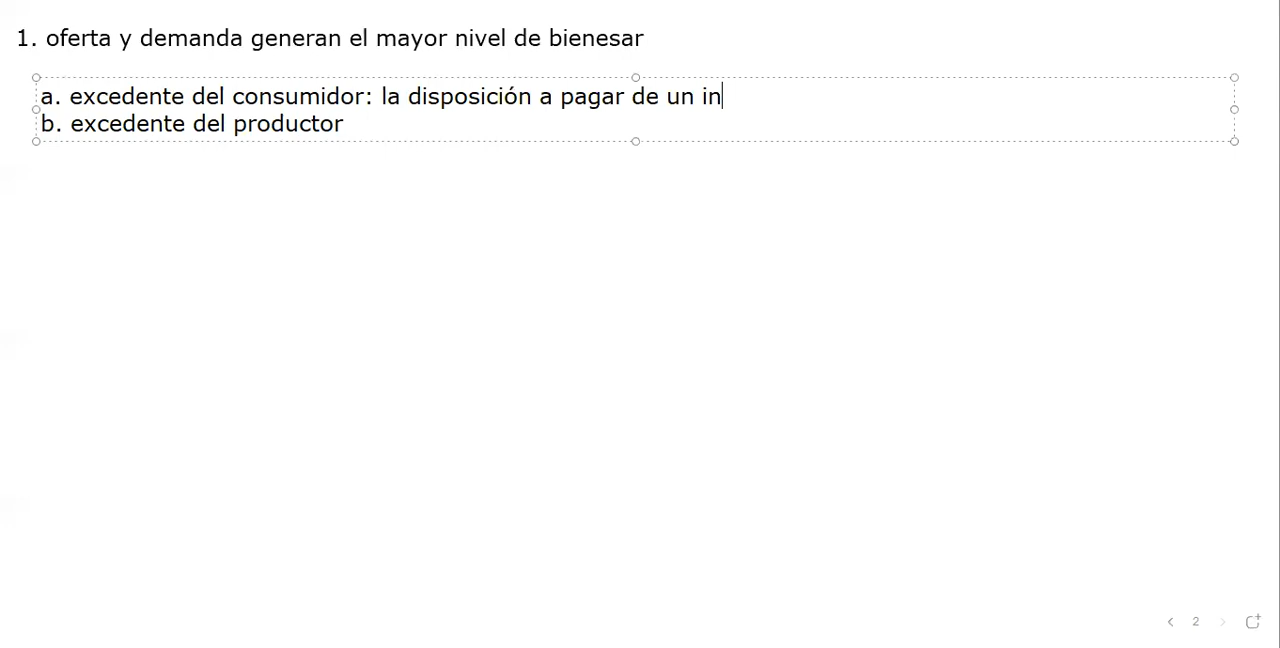 1. oferta y demanda generan el mayor nivel de bienesar
a. excedente del consumidor: la disposición a pagar de un in
b. excedente del productor
2